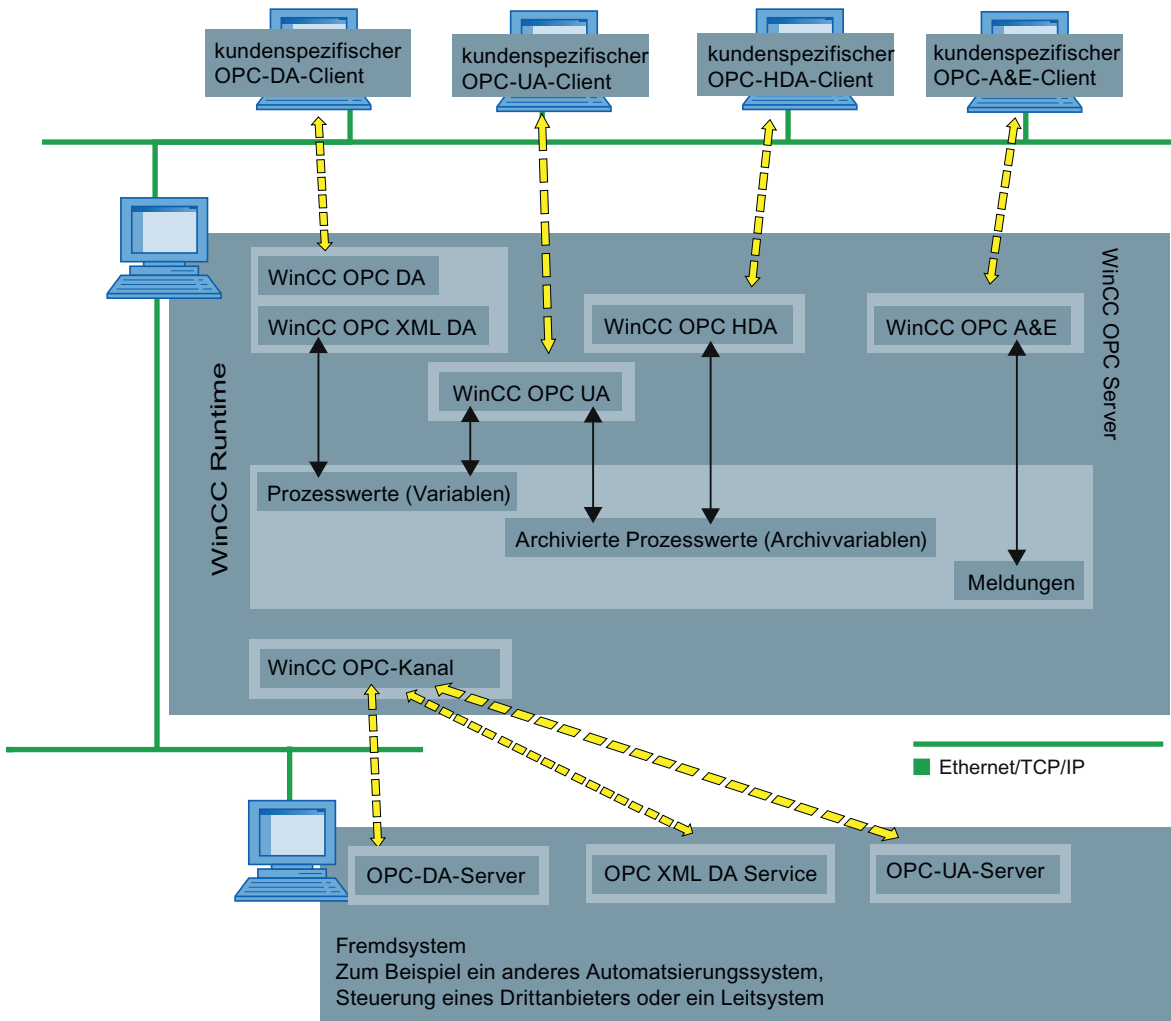 kundenspezifischer
OPC-DA-Client
kundenspezifischer
OPC-UA-Client
kundenspezifischer
OPC-HDA-Client
kundenspezifischer
OPC-A&E-Client
WinCC OPC DA
WinCC OPC XML DA
WinCC OPC UA
WinCC OPC HDA
WinCC OPC A&E
WinCC OPC Server
WinCC Runtime
Prozesswerte (Variablen)
Archivierte Prozesswerte (Archivvariablen)
Meldungen
WinCC OPC-Kanal
Ethernet/TCP/IP
OPC-DA-Server
OPC XML DA Service
OPC-UA-Server
Fremdsystem
Zum Beispiel ein anderes Automatsierungssystem,
Steuerung eines Drittanbieters oder ein Leitsystem